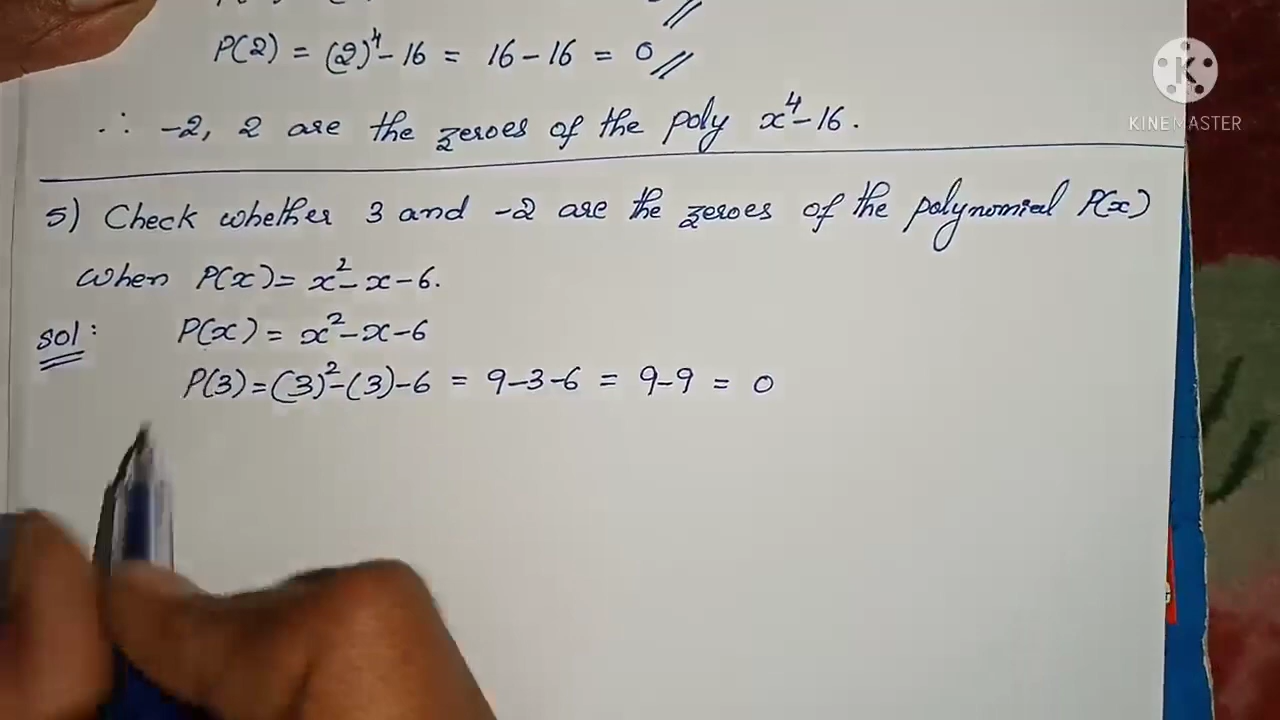 P(2) = (2)⁴ - 16 = 16 - 16 = 0 //
∴ -2, 2 are the zeroes of the poly x⁴ - 16.
KINEMASTER
5) Check whether 3 and -2 are the zeroes of the polynomial P(x)
when P(x) = x² - x - 6.
Sol: P(x) = x² - x - 6
P(3) = (3)² - (3) - 6 = 9 - 3 - 6 = 9 - 9 = 0